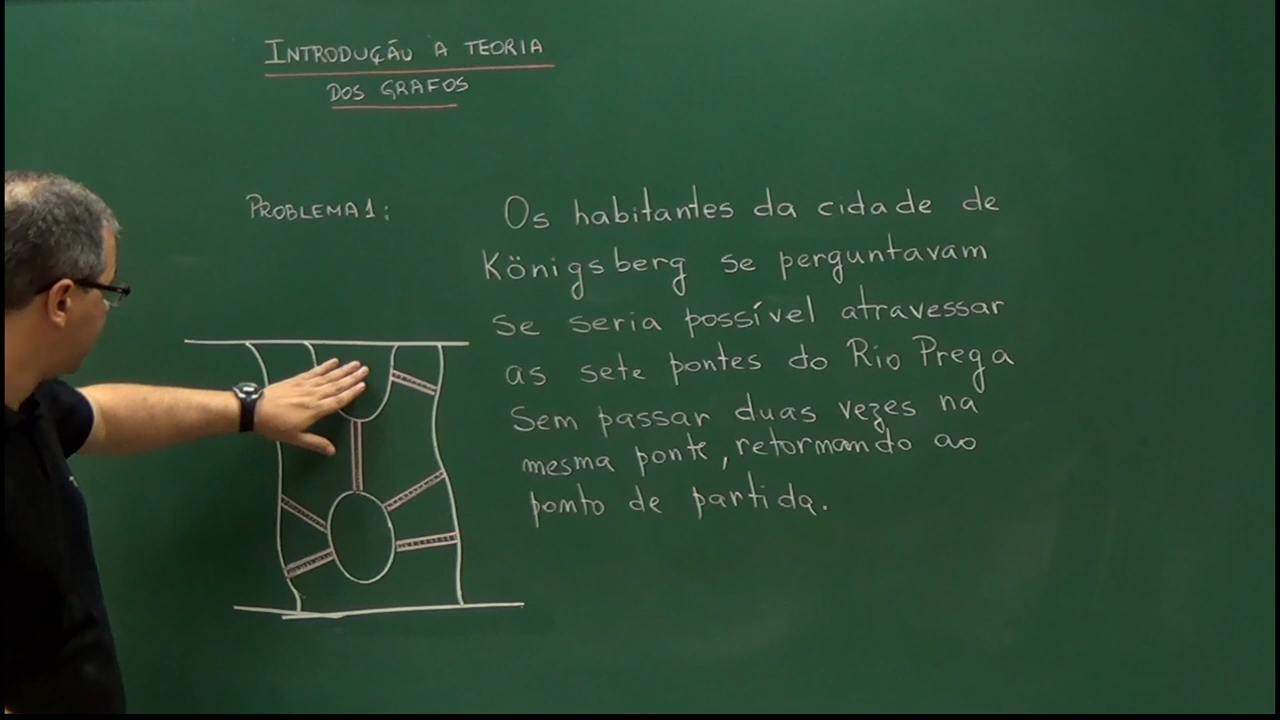 INTRODUÇÃO A TEORIA
DOS GRAFOS
PROBLEMA 1:
Os habitantes da cidade de
Königsberg se perguntavam
se seria possível atravessar
as sete pontes do Rio Prega
Sem passar duas vezes na
mesma ponte, retornando ao
ponto de partida.